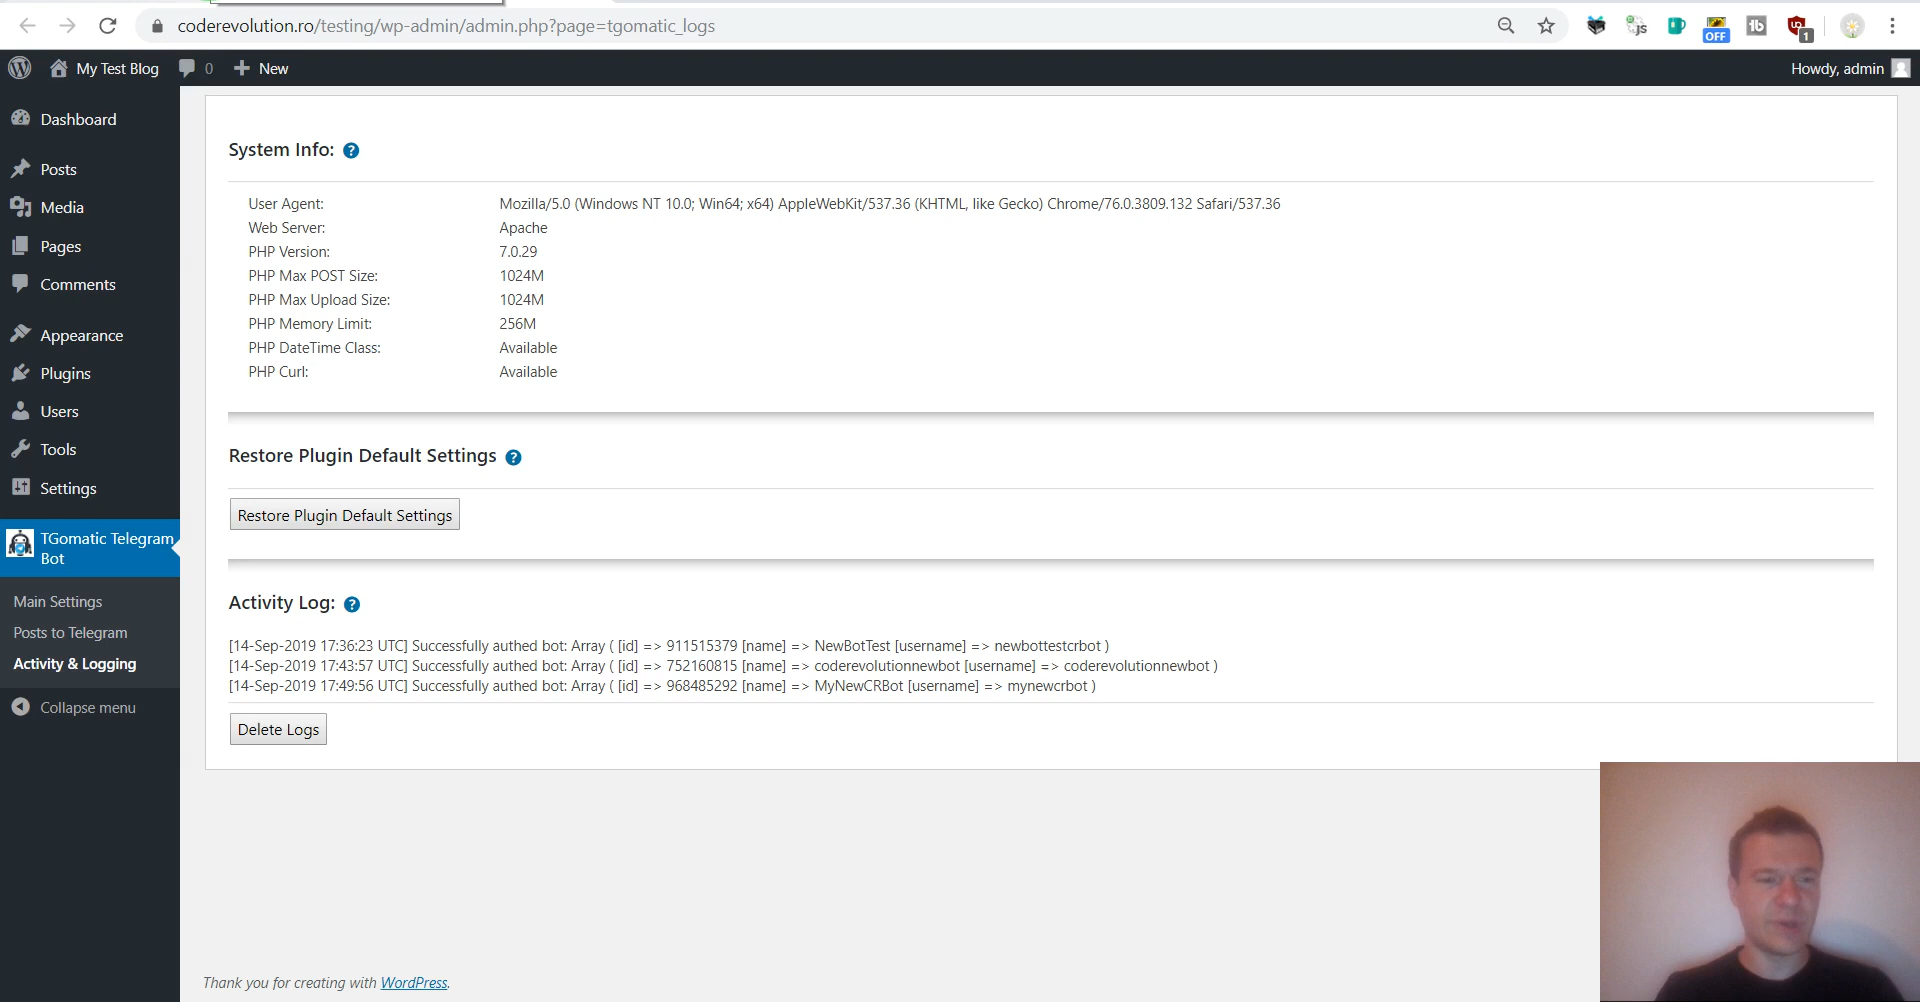 coderevolution.ro/testing/wp-admin/admin.php?page=tgomatic_logs
OFF
1
My Test Blog
0
New
Howdy, admin
Dashboard
Posts
Media
Pages
Comments
Appearance
Plugins
Users
Tools
Settings
TGomatic Telegram
Bot
Main Settings
Posts to Telegram
Activity & Logging
Collapse menu
System Info:
User Agent: Mozilla/5.0 (Windows NT 10.0; Win64; x64) AppleWebKit/537.36 (KHTML, like Gecko) Chrome/76.0.3809.132 Safari/537.36
Web Server: Apache
PHP Version: 7.0.29
PHP Max POST Size: 1024M
PHP Max Upload Size: 1024M
PHP Memory Limit: 256M
PHP DateTime Class: Available
PHP Curl: Available
Restore Plugin Default Settings
Restore Plugin Default Settings
Activity Log:
[14-Sep-2019 17:36:23 UTC] Successfully authed bot: Array ( [id] => 911515379 [name] => NewBotTest [username] => newbottestcrbot )
[14-Sep-2019 17:43:57 UTC] Successfully authed bot: Array ( [id] => 752160815 [name] => coderevolutionnewbot [username] => coderevolutionnewbot )
[14-Sep-2019 17:49:56 UTC] Successfully authed bot: Array ( [id] => 968485292 [name] => MyNewCRBot [username] => mynewcrbot )
Delete Logs
Thank you for creating with WordPress.